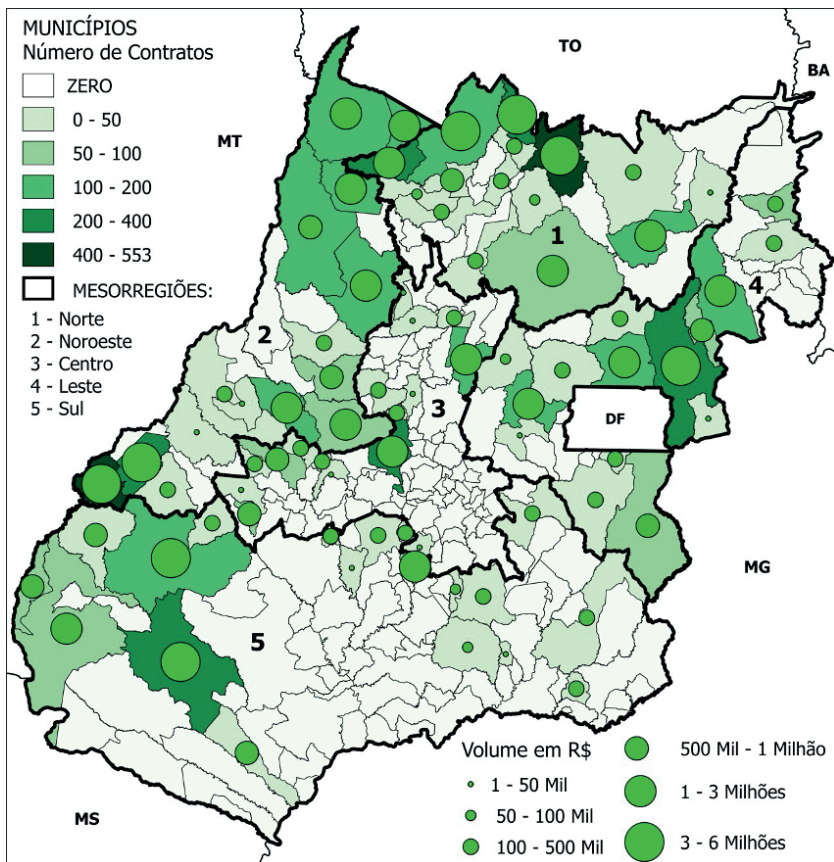 MUNICÍPIOS
Número de Contratos
ZERO
0 - 50
50 - 100
100 - 200
200 - 400
400 - 553
MESORREGIÕES:
1 - Norte
2 - Noroeste
3 - Centro
4 - Leste
5 - Sul
TO
BA
MT
1
4
2
3
DF
MG
5
MS
Volume em R$
1 - 50 Mil
50 - 100 Mil
100 - 500 Mil
500 Mil - 1 Milhão
1 - 3 Milhões
3 - 6 Milhões